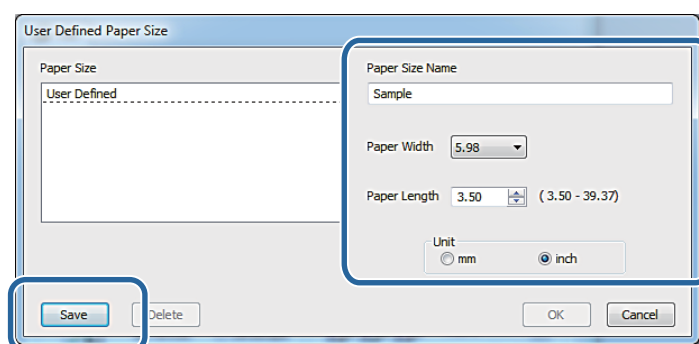 User Defined Paper Size
Paper Size
User Defined
Paper Size Name
Sample
Paper Width 5.98
Paper Length 3.50 ( 3.50 - 39.37)
Unit
mm inch
Save Delete OK Cancel